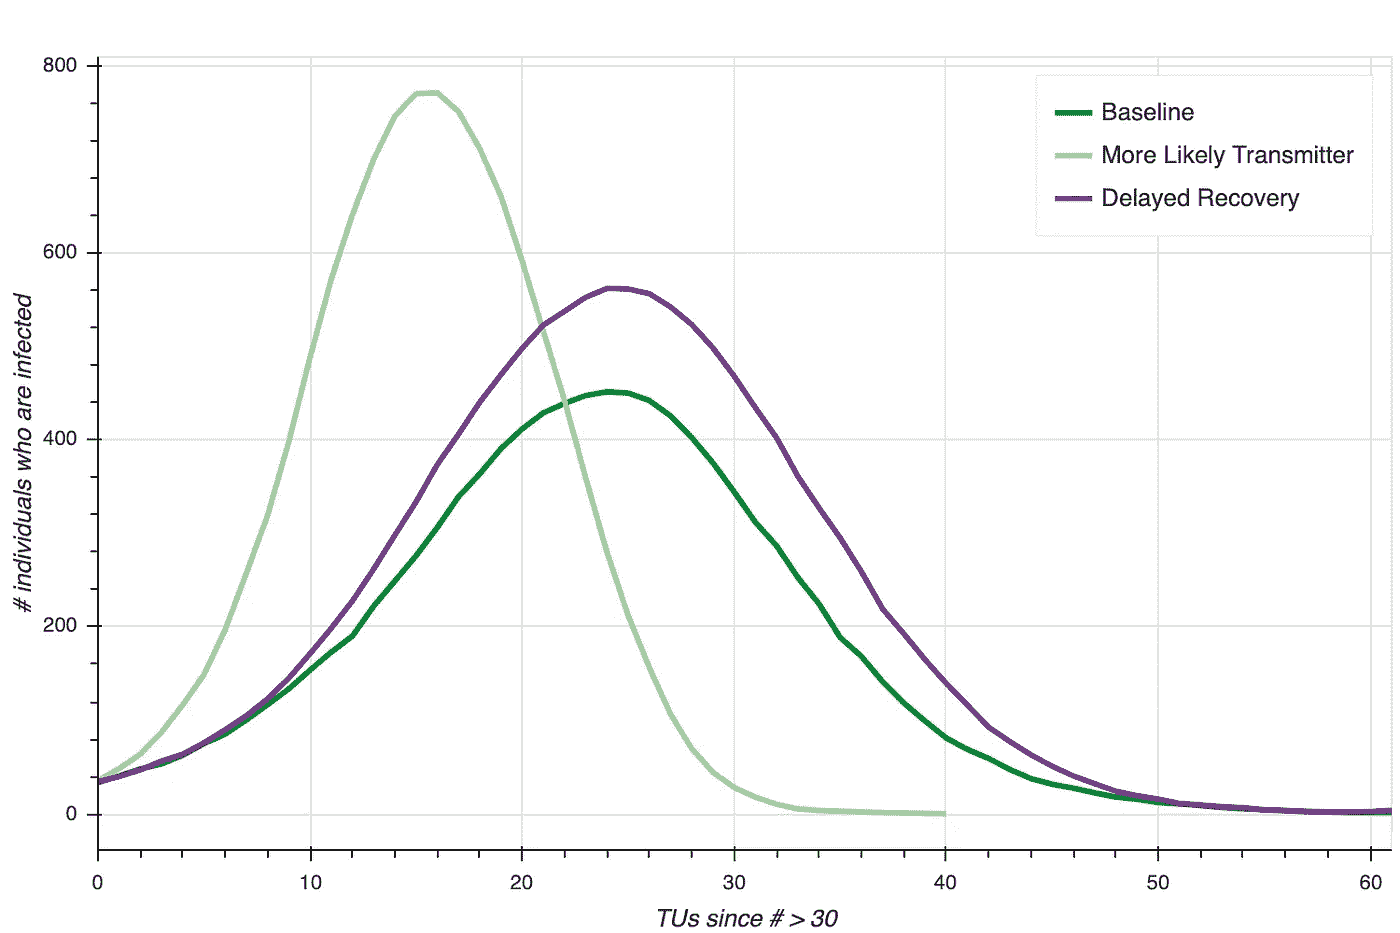 800
600
400
200
0
# individuals who are infected
Baseline
More Likely Transmitter
Delayed Recovery
0 10 20 30 40 50 60
TUs since # > 30